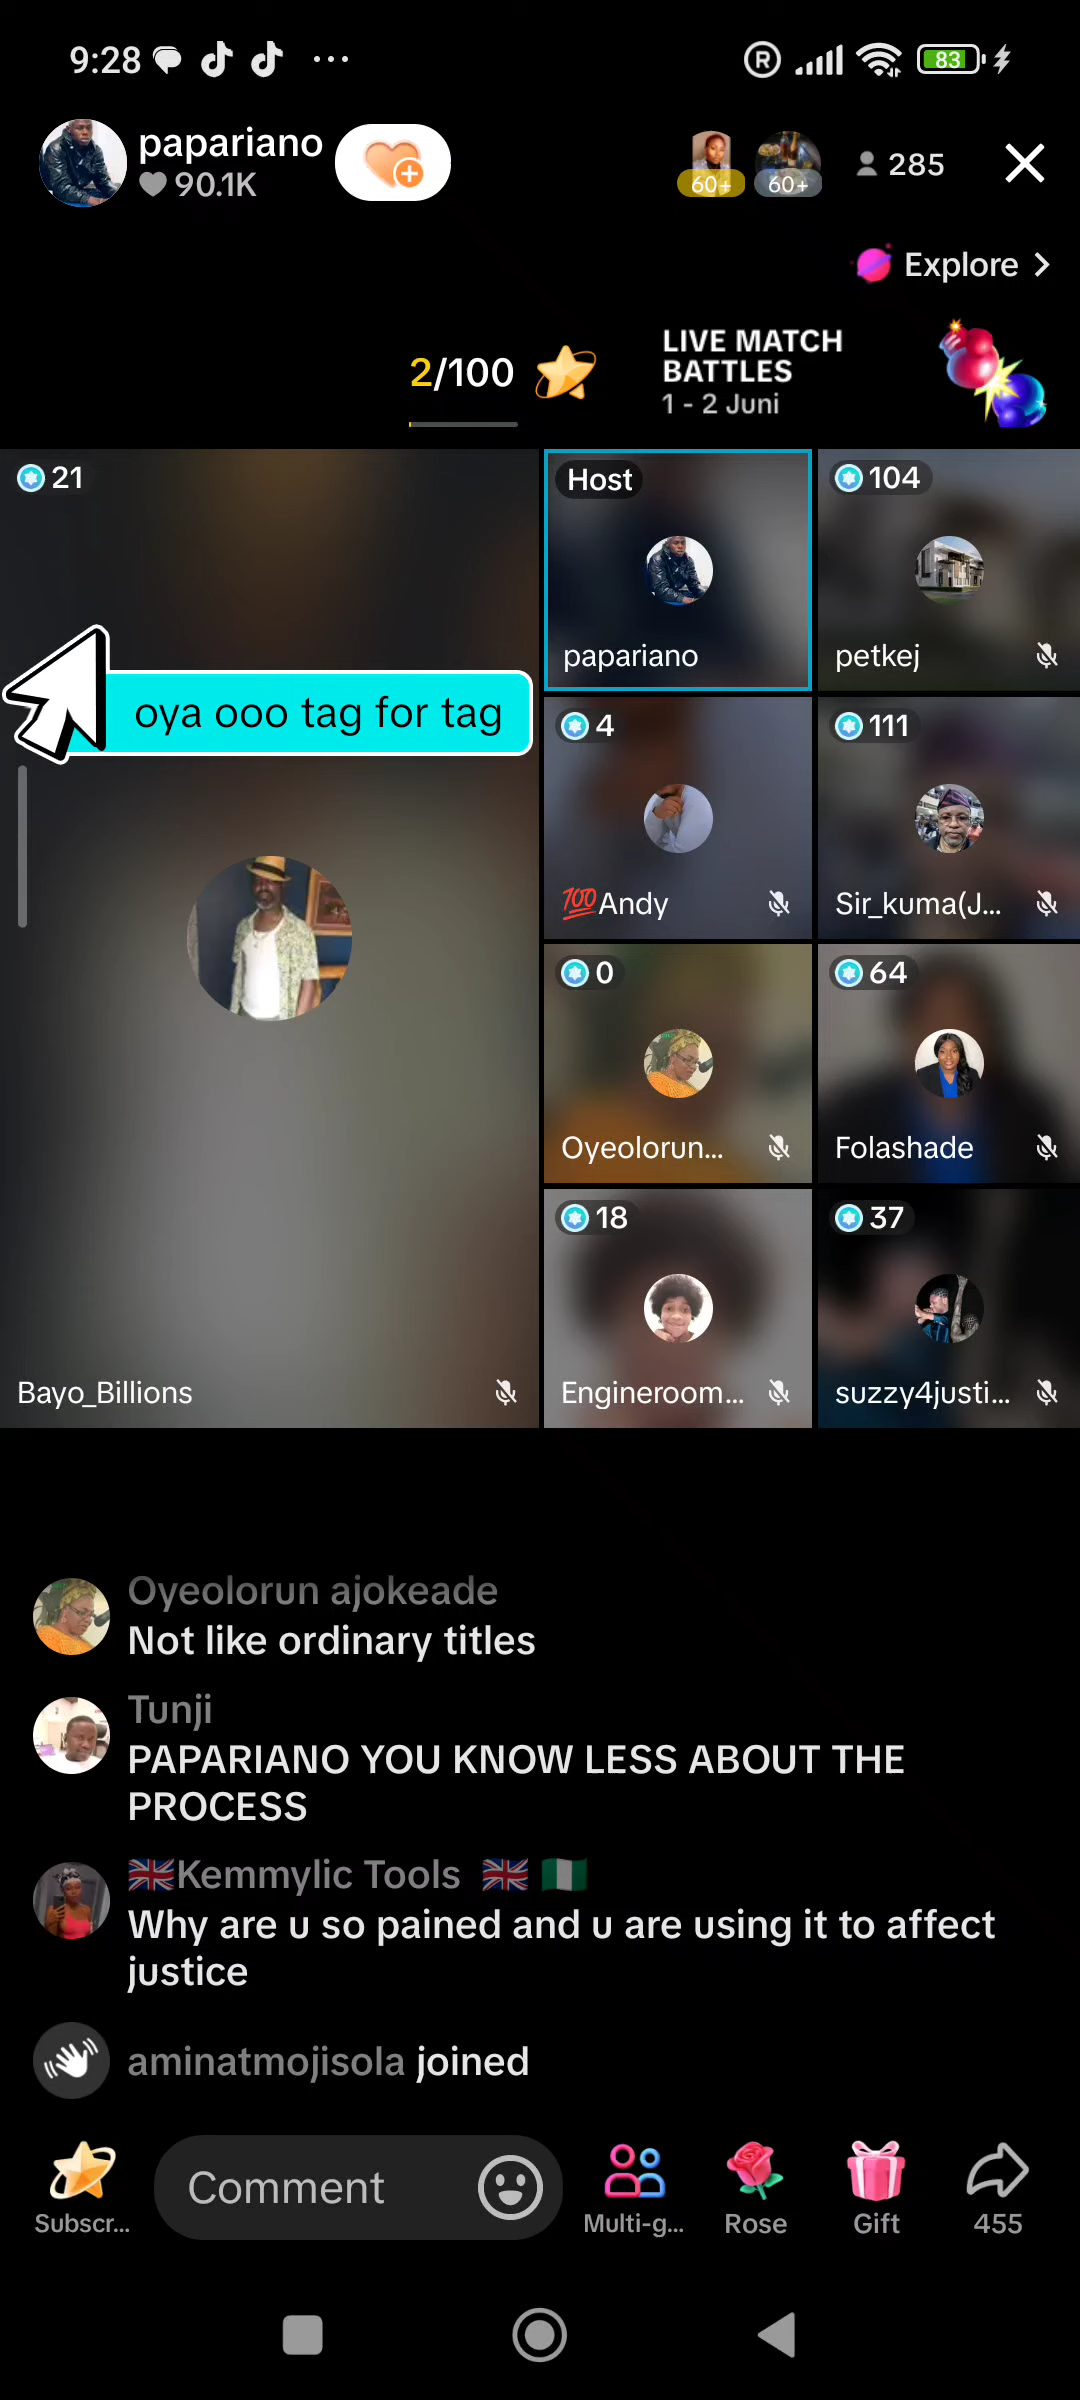 9:28
83
papariano
90.1K
60+
60+
285
Explore
2/100
LIVE MATCH
BATTLES
1 - 2 Juni
21
Host
104
oya ooo tag for tag
papariano
petkej
4
111
💯Andy
Sir_kuma(J...
0
64
Oyeolorun...
Folashade
18
37
Bayo_Billions
Engineroom...
suzzy4justi...
Oyeolorun ajokeade
Not like ordinary titles
Tunji
PAPARIANO YOU KNOW LESS ABOUT THE
PROCESS
🇬🇧Kemmylic Tools 🇬🇧 🇳🇬
Why are u so pained and u are using it to affect
justice
aminatmojisola joined
Comment
Subscr...
Multi-g...
Rose
Gift
455